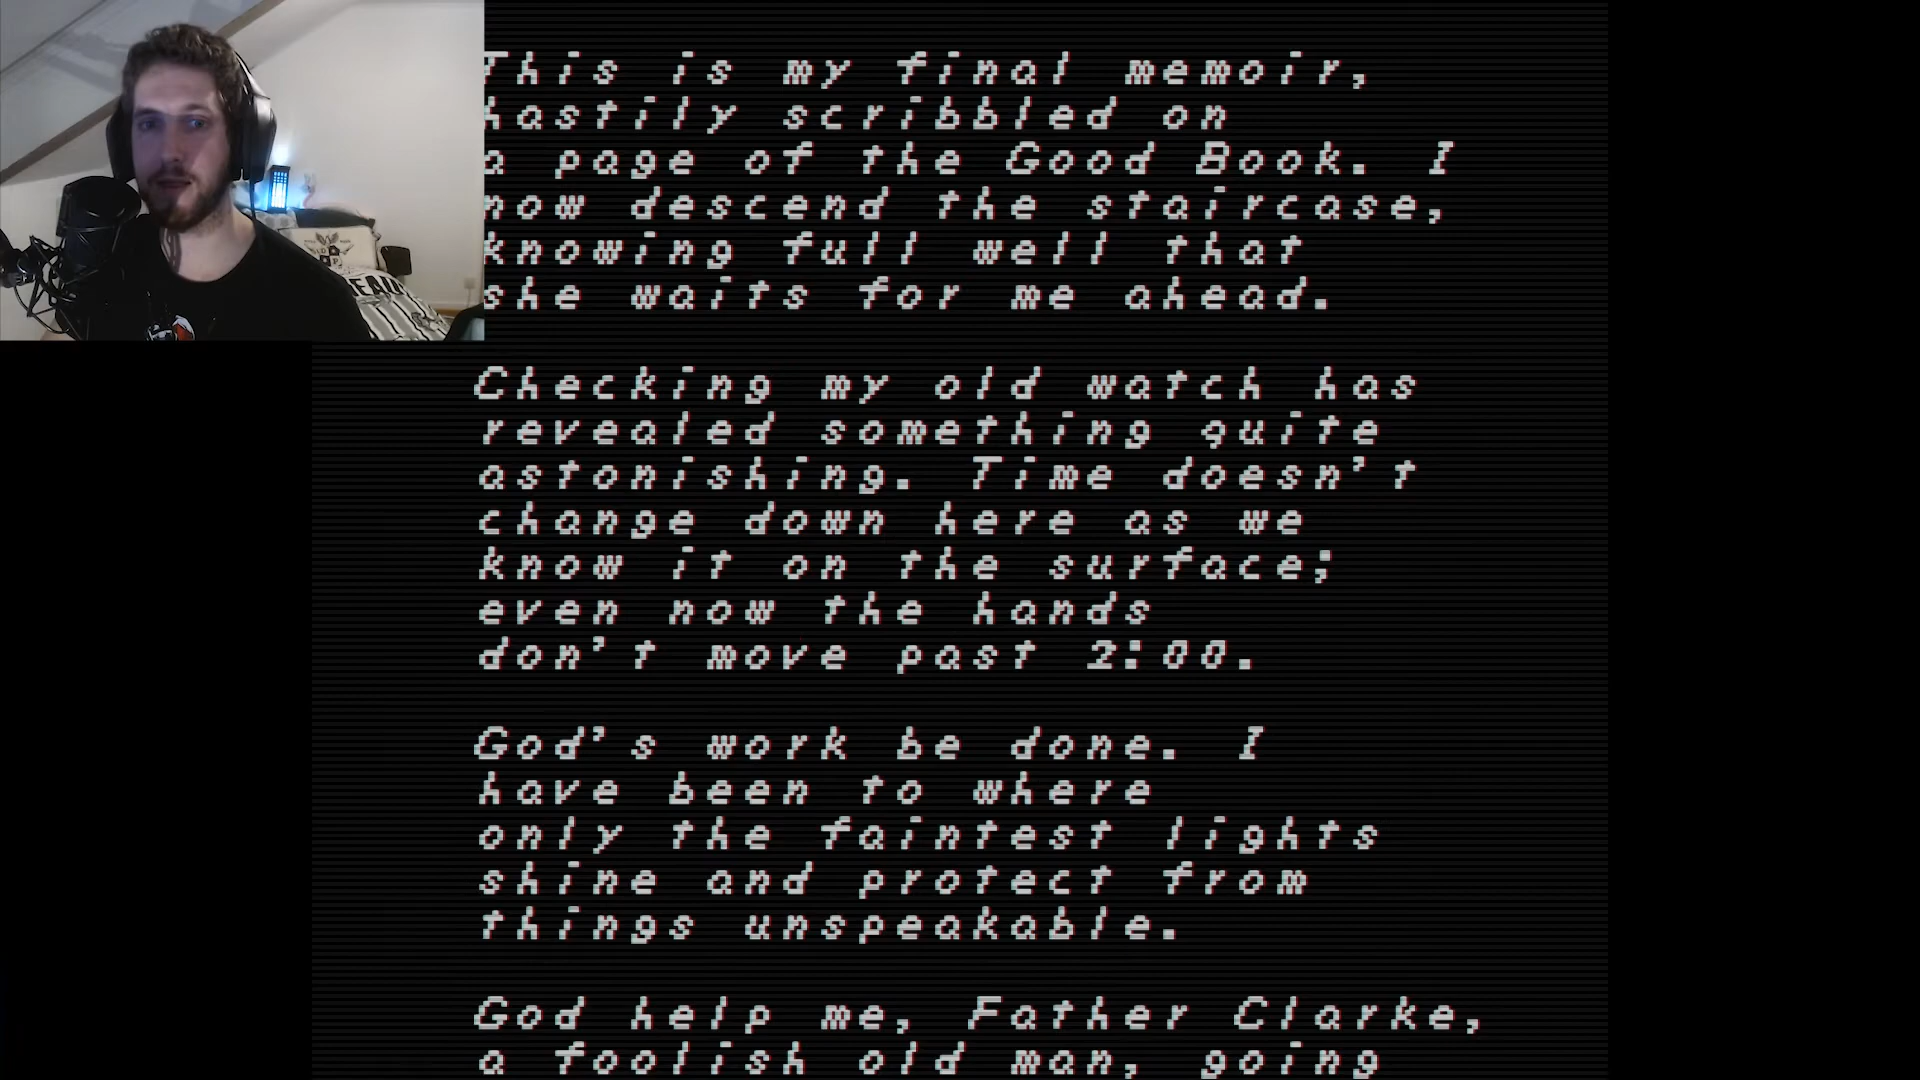 This is my final memoir,
hastily scribbled on
a page of the Good Book. I
now descend the staircase,
knowing full well that
she waits for me ahead.
Checking my old watch has
revealed something quite
astonishing. Time doesn't
change down here as we
know it on the surface;
even now the hands
don't move past 2:00.
God's work be done. I
have been to where
only the faintest lights
shine and protect from
things unspeakable.
God help me, Father Clarke,
a foolish old man, going